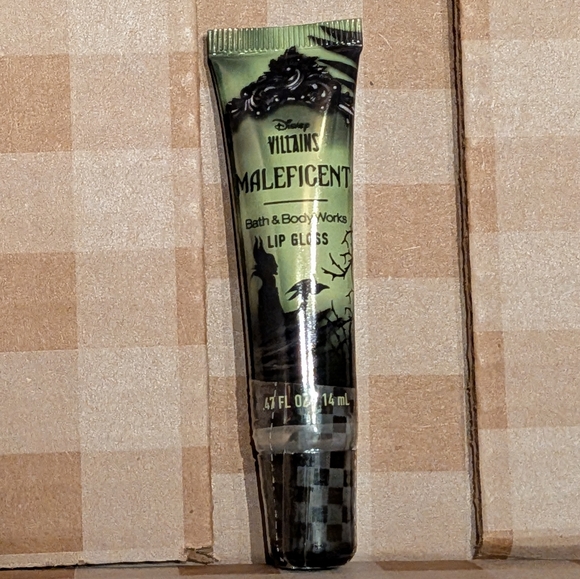 Disney
VILLAINS
MALEFICENT
Bath & Body Works
LIP GLOSS
.47 FL OZ / 14 mL